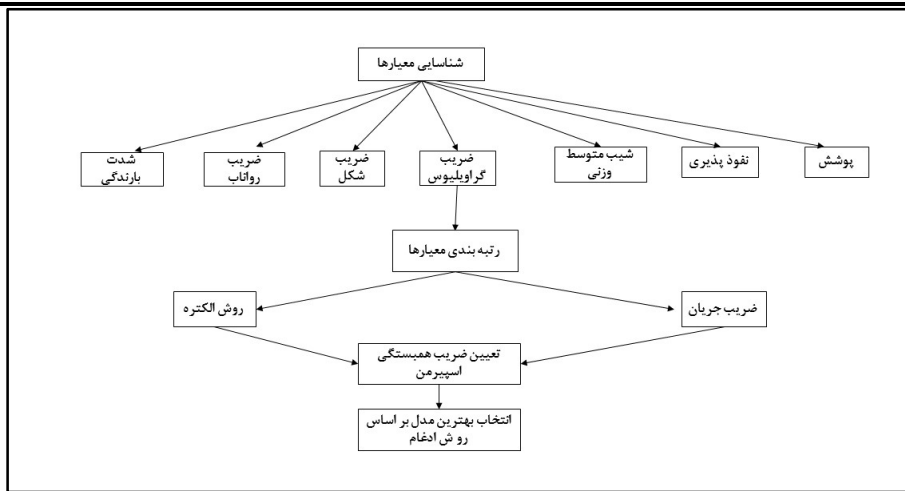 شناسایی معیارها
پوشش
نفوذ پذیری
شیب متوسط
وزنی
ضریب
گراویلیوس
ضریب
شکل
ضریب
رواناب
شدت
بارندگی
رتبه بندی معیارها
ضریب جریان
روش الکتره
تعیین ضریب همبستگی
اسپیرمن
انتخاب بهترین مدل بر اساس
رو ش ادغام